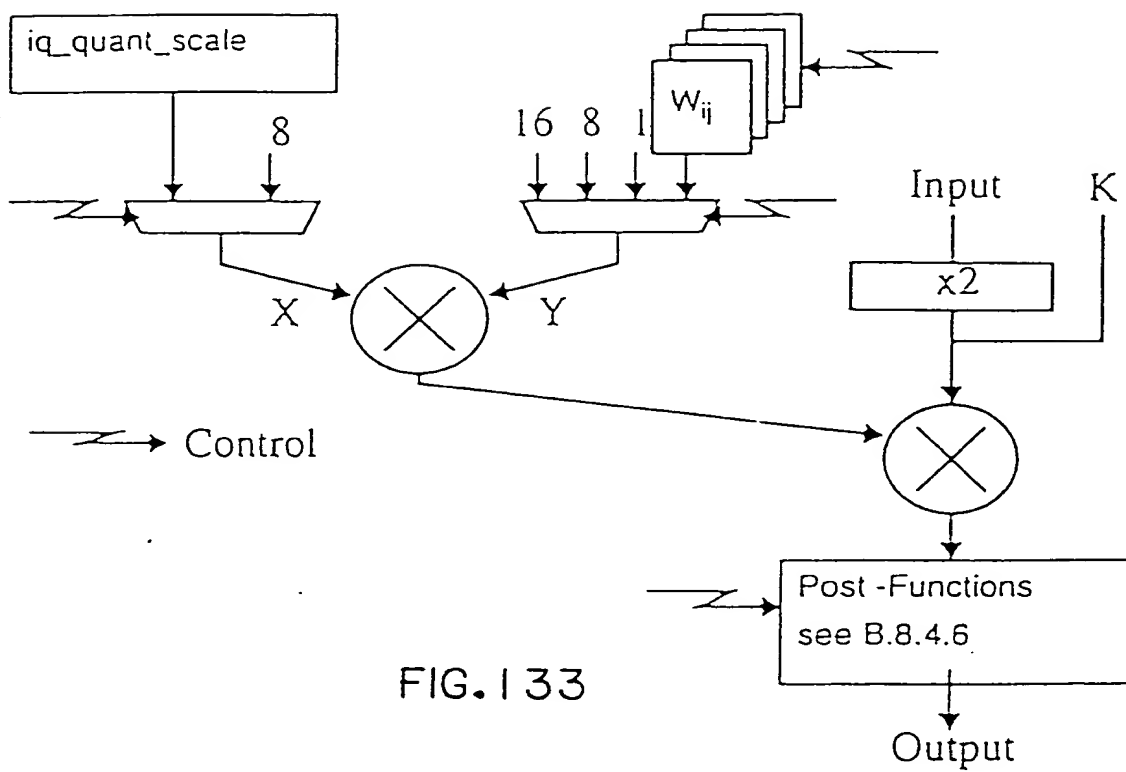 iq_quant_scale
W_ij
8
16 8 1
Input K
x2
X
Y
Control
Post -Functions
see B.8.4.6
FIG.133
Output